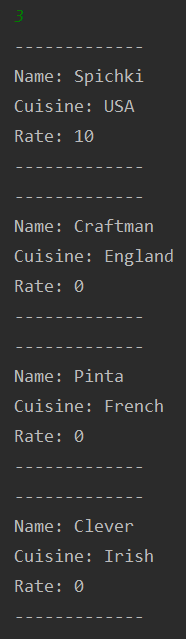 3
-------------
Name: Spichki
Cuisine: USA
Rate: 10
-------------
-------------
Name: Craftman
Cuisine: England
Rate: 0
-------------
-------------
Name: Pinta
Cuisine: French
Rate: 0
-------------
-------------
Name: Clever
Cuisine: Irish
Rate: 0
-------------